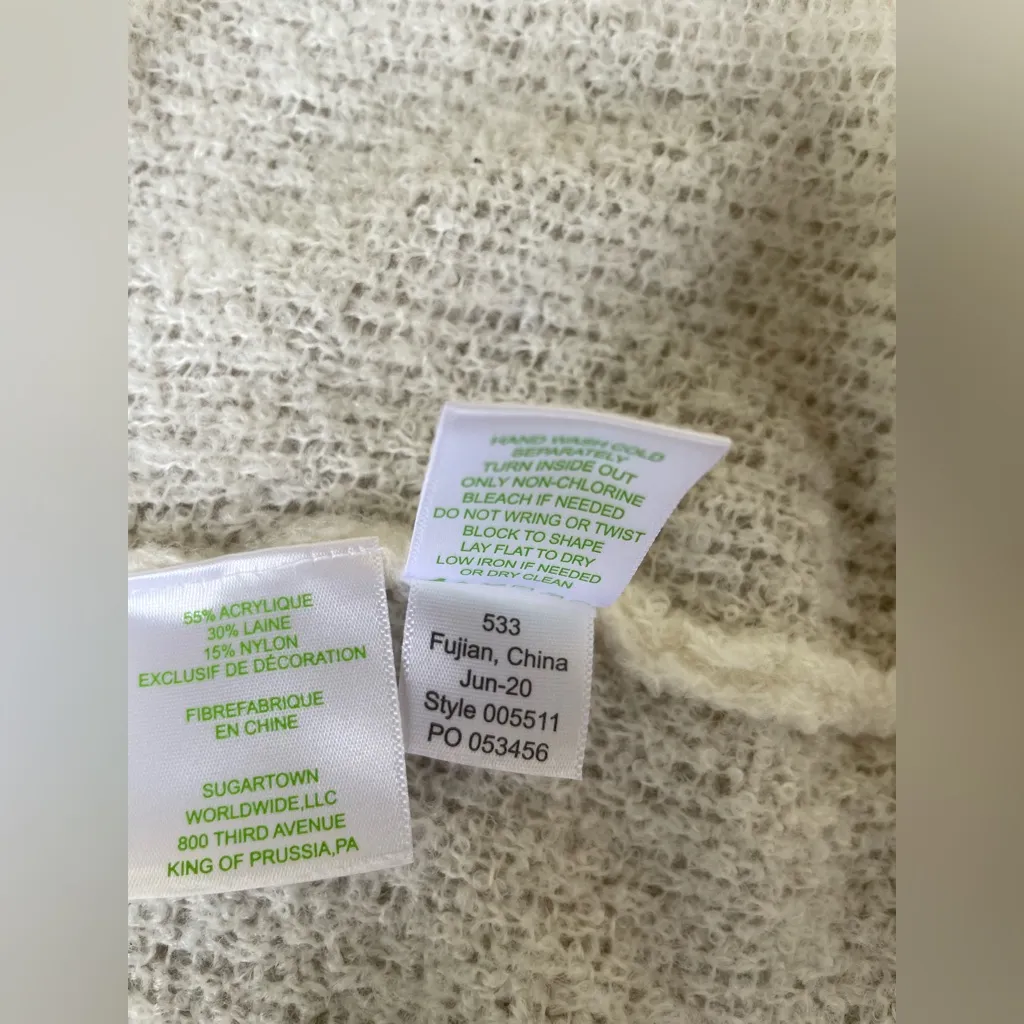 HAND WASH COLD
SEPARATELY
TURN INSIDE OUT
ONLY NON-CHLORINE
BLEACH IF NEEDED
DO NOT WRING OR TWIST
BLOCK TO SHAPE
LAY FLAT TO DRY
LOW IRON IF NEEDED
OR DRY CLEAN
55% ACRYLIQUE
30% LAINE
15% NYLON
EXCLUSIF DE DÉCORATION
FIBREFABRIQUE
EN CHINE
SUGARTOWN
WORLDWIDE,LLC
800 THIRD AVENUE
KING OF PRUSSIA,PA
533
Fujian, China
Jun-20
Style 005511
PO 053456